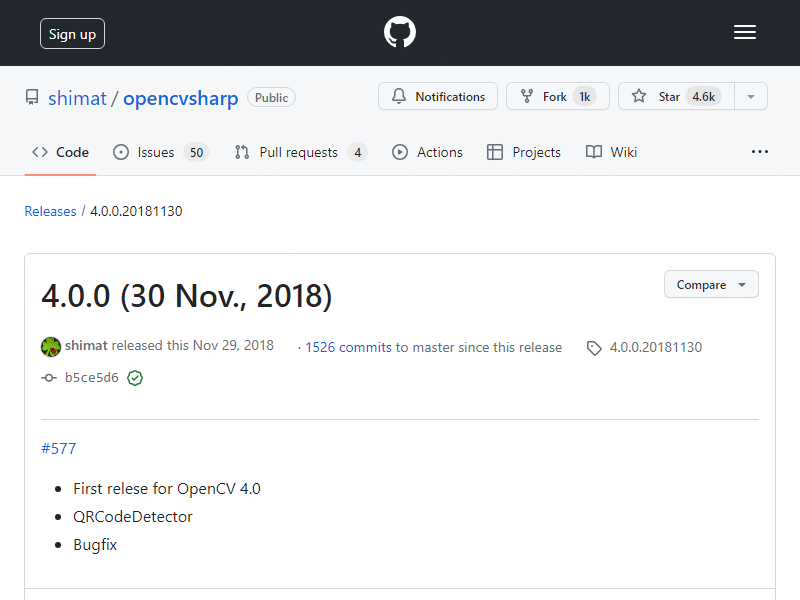 Sign up
shimat / opencvsharp Public Notifications Fork 1k Star 4.6k
Code Issues 50 Pull requests 4 Actions Projects Wiki
Releases / 4.0.0.20181130
4.0.0 (30 Nov., 2018) Compare
shimat released this Nov 29, 2018 · 1526 commits to master since this release 4.0.0.20181130
b5ce5d6
#577
First relese for OpenCV 4.0
QRCodeDetector
Bugfix